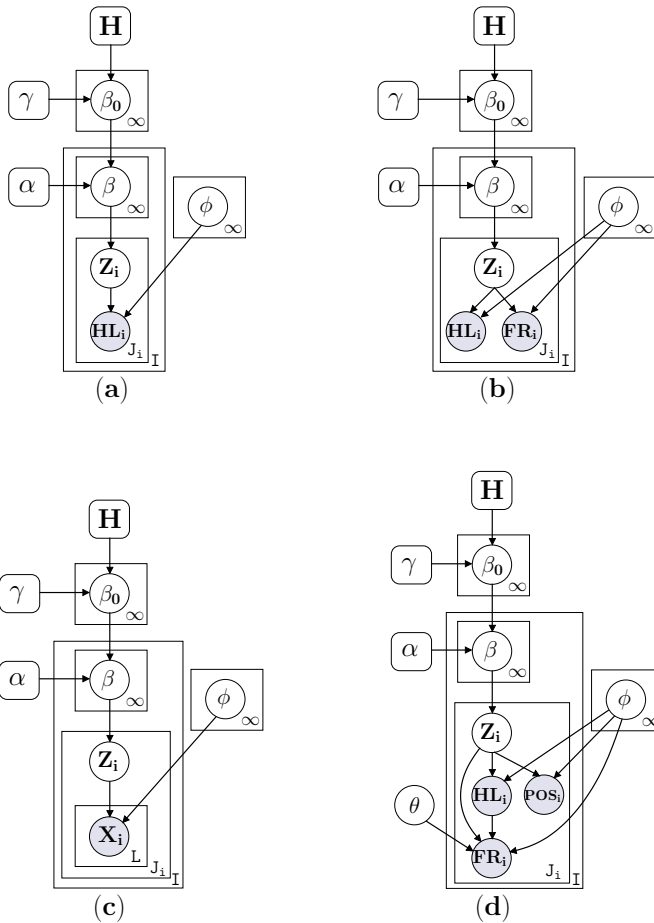 H
γ
β₀
∞
α
β
∞
φ
∞
Zᵢ
HLᵢ
Jᵢ
I
(a)
H
γ
β₀
∞
α
β
∞
φ
∞
Zᵢ
HLᵢ FRᵢ
Jᵢ
I
(b)
H
γ
β₀
∞
α
β
∞
φ
∞
Zᵢ
Xᵢ
L
Jᵢ
I
(c)
H
γ
β₀
∞
α
β
∞
φ
∞
Zᵢ
HLᵢ POSᵢ
θ
FRᵢ
Jᵢ
I
(d)